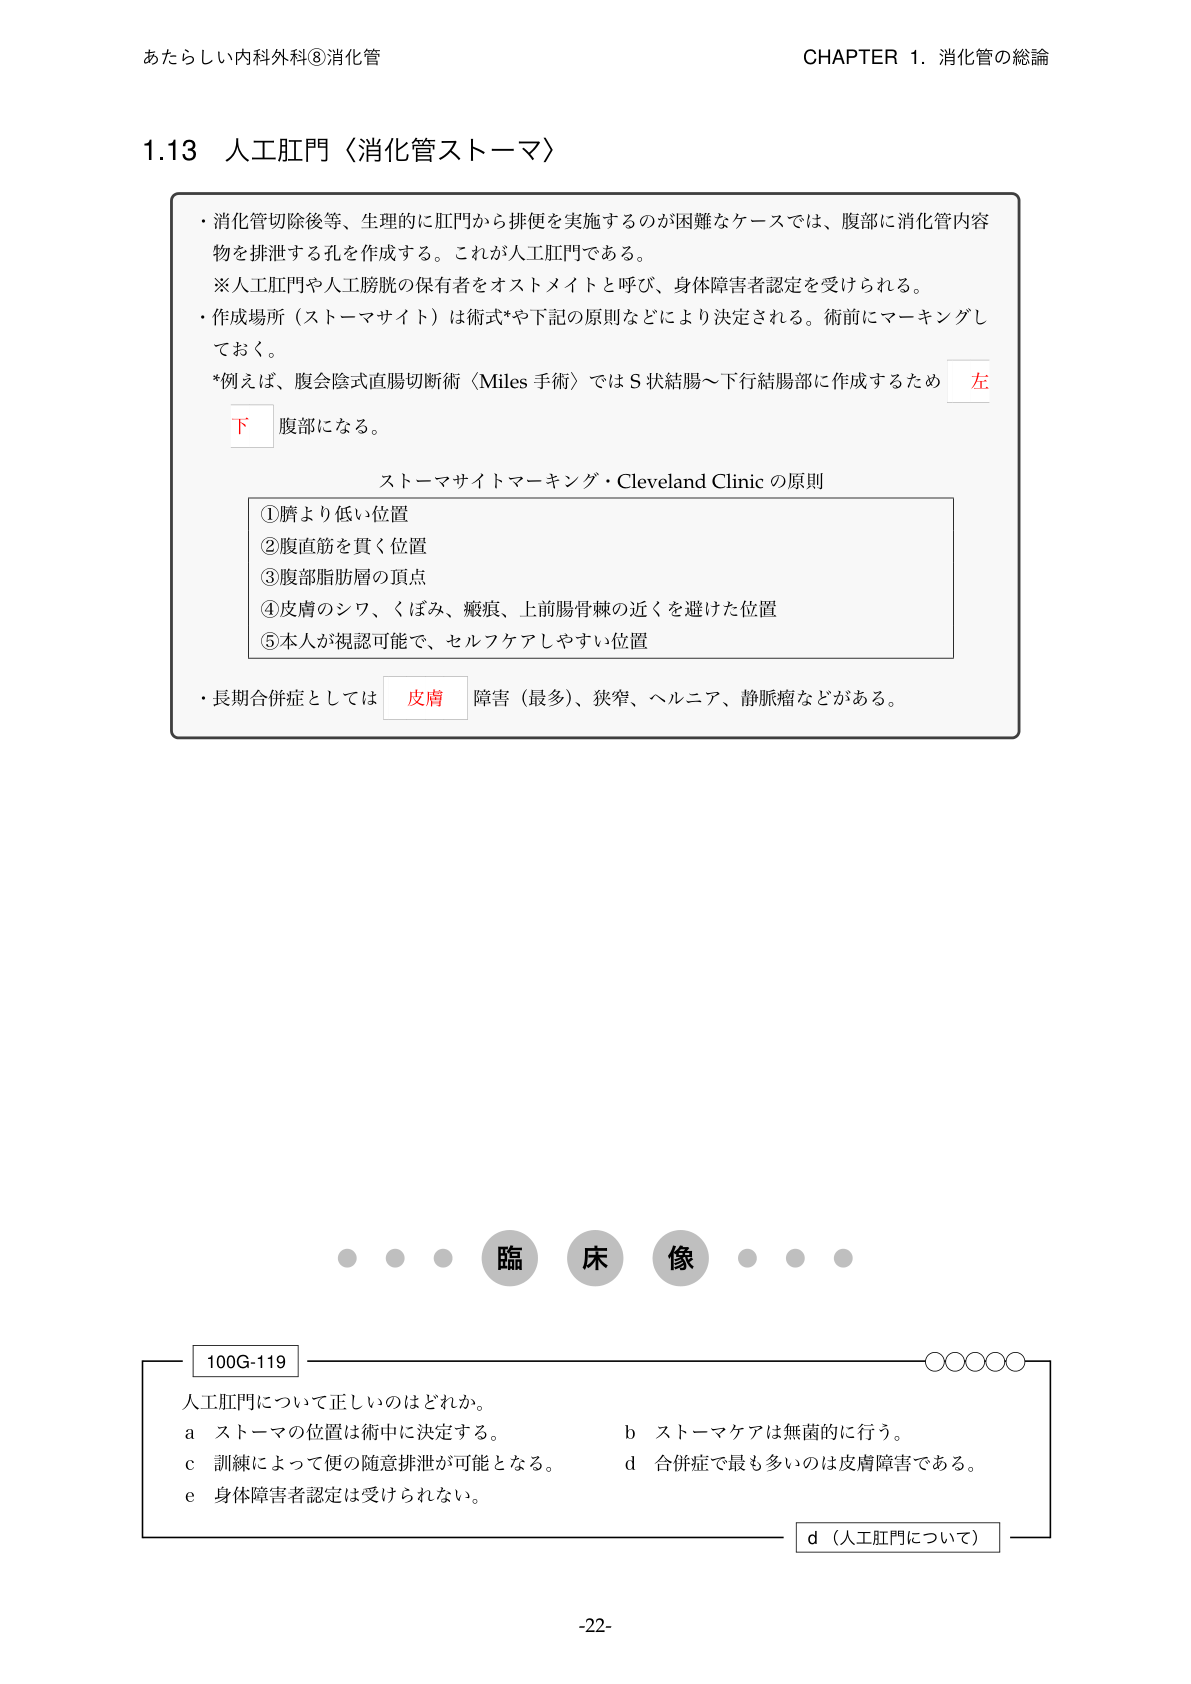 あたらしい内科外科⑧消化管
CHAPTER 1. 消化管の総論
1.13 人工肛門〈消化管ストーマ〉
・消化管切除後等、生理的に肛門から排便を実施するのが困難なケースでは、腹部に消化管内容
物を排泄する孔を作成する。これが人工肛門である。
※人工肛門や人工膀胱の保有者をオストメイトと呼び、身体障害者認定を受けられる。
・作成場所（ストーマサイト）は術式*や下記の原則などにより決定される。術前にマーキングし
ておく。
*例えば、腹会陰式直腸切断術〈Miles 手術〉では S 状結腸〜下行結腸部に作成するため 左
下 腹部になる。
ストーマサイトマーキング・Cleveland Clinic の原則
①臍より低い位置
②腹直筋を貫く位置
③腹部脂肪層の頂点
④皮膚のシワ、くぼみ、瘢痕、上前腸骨棘の近くを避けた位置
⑤本人が視認可能で、セルフケアしやすい位置
・長期合併症としては 皮膚 障害（最多）、狭窄、ヘルニア、静脈瘤などがある。
臨床像
100G-119
人工肛門について正しいのはどれか。
a ストーマの位置は術中に決定する。 b ストーマケアは無菌的に行う。
c 訓練によって便の随意排泄が可能となる。 d 合併症で最も多いのは皮膚障害である。
e 身体障害者認定は受けられない。
d （人工肛門について）
-22-